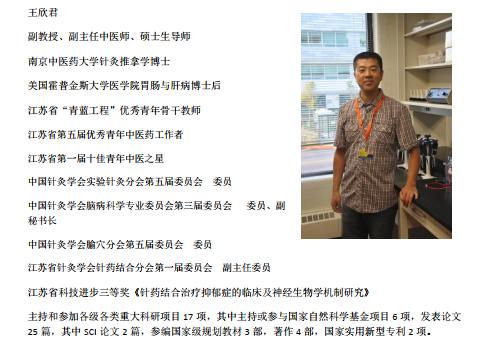 王欣君
副教授、副主任中医师、硕士生导师
南京中医药大学针灸推拿学博士
美国霍普金斯大学医学院胃肠与肝病博士后
江苏省“青蓝工程”优秀青年骨干教师
江苏省第五届优秀青年中医药工作者
江苏省第一届十佳青年中医之星
中国针灸学会实验针灸分会第五届委员会 委员
中国针灸学会脑病科学专业委员会第三届委员会 委员、副
秘书长
中国针灸学会腧穴分会第五届委员会 委员
江苏省针灸学会针药结合分会第一届委员会 副主任委员
江苏省科技进步三等奖《针药结合治疗抑郁症的临床及神经生物学机制研究》
主持和参加各级各类重大科研项目 17 项，其中主持或参与国家自然科学基金项目 6 项，发表论文
25 篇，其中 SCI 论文 2 篇，参编国家级规划教材 3 部，著作 4 部，国家实用新型专利 2 项。